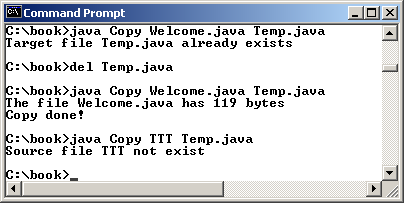 Command Prompt
C:\book>java Copy Welcome.java Temp.java
Target file Temp.java already exists
C:\book>del Temp.java
C:\book>java Copy Welcome.java Temp.java
The file Welcome.java has 119 bytes
Copy done!
C:\book>java Copy TTT Temp.java
Source file TTT not exist
C:\book>_